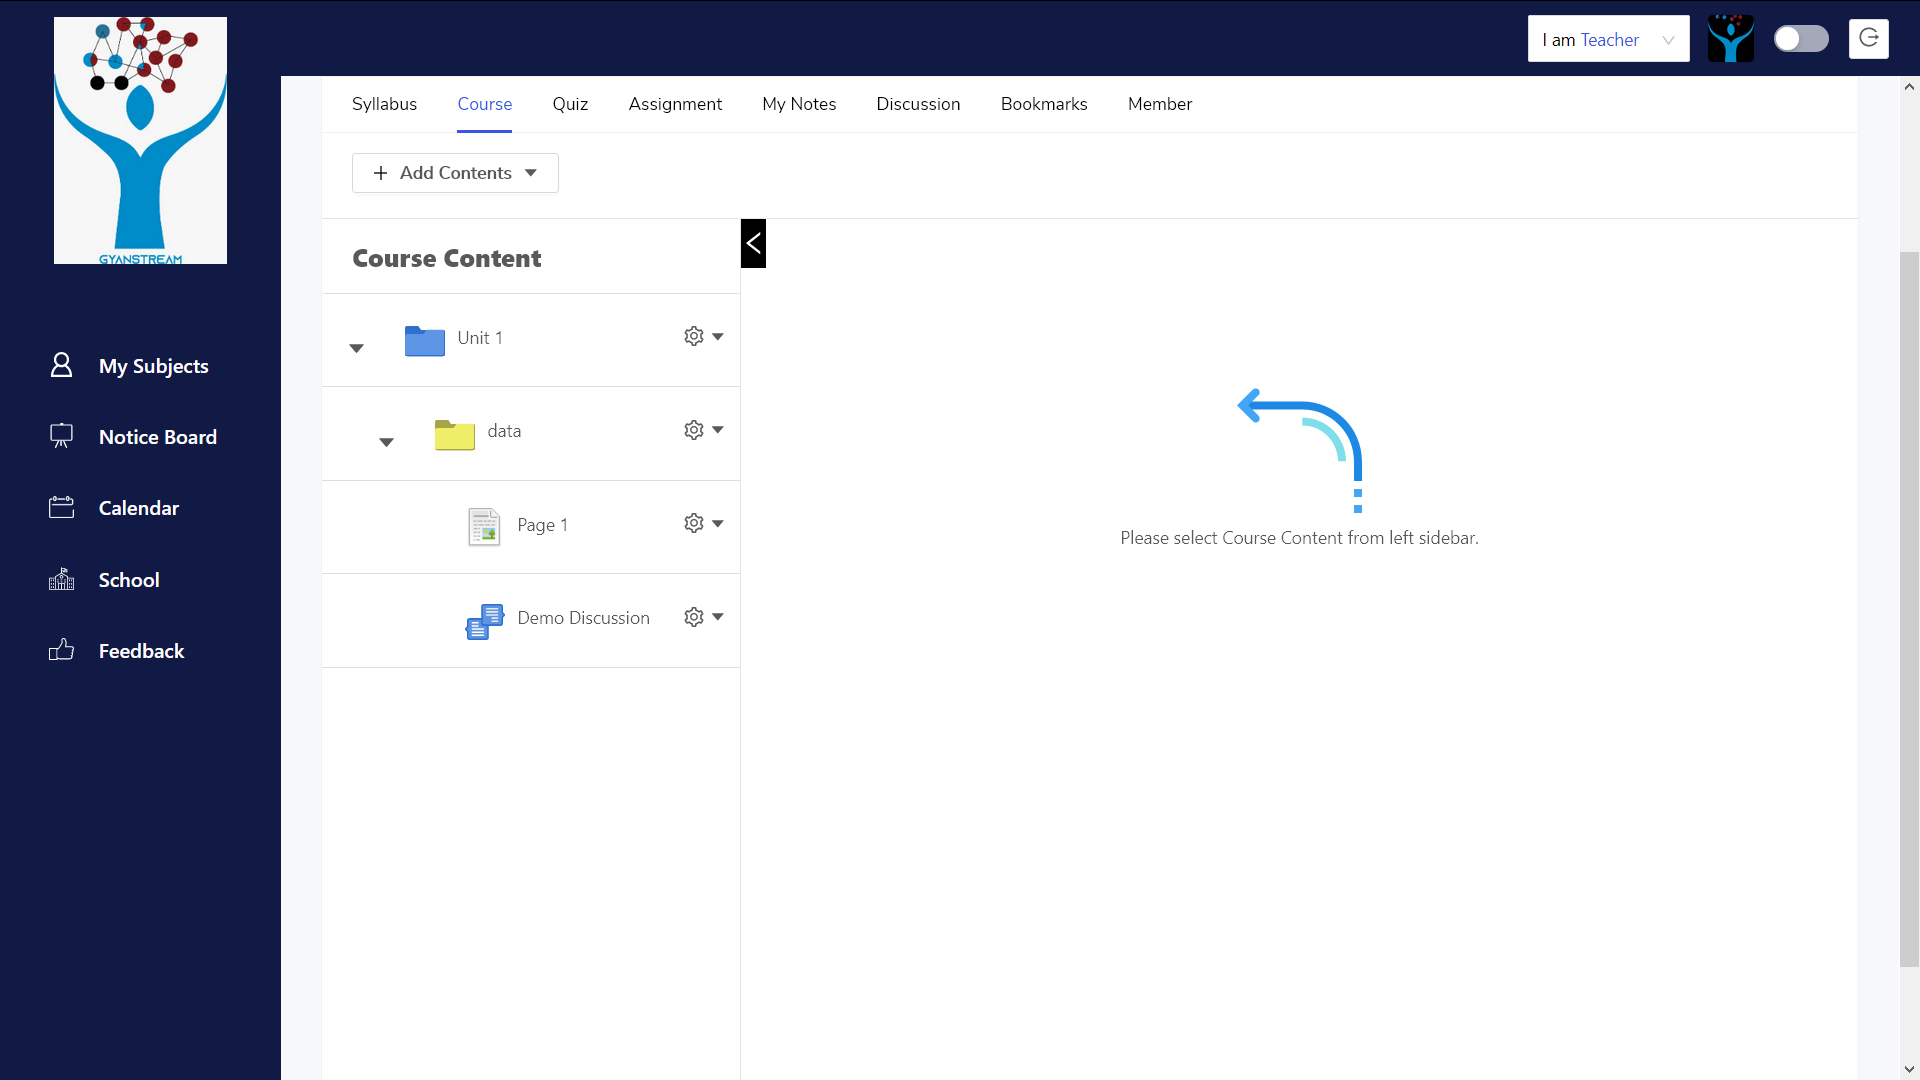 GYANSTREAM
I am Teacher
My Subjects
Notice Board
Calendar
School
Feedback
Syllabus Course Quiz Assignment My Notes Discussion Bookmarks Member
+ Add Contents
Course Content
Unit 1
data
Page 1
Demo Discussion
Please select Course Content from left sidebar.